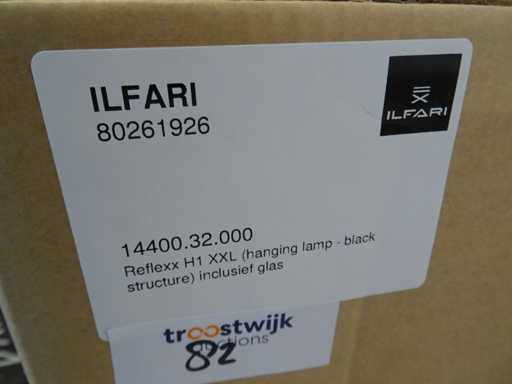 ILFARI
80261926
ILFARI
14400.32.000
Reflexx H1 XXL (hanging lamp - black
structure) inclusief glas
troostwijk
82